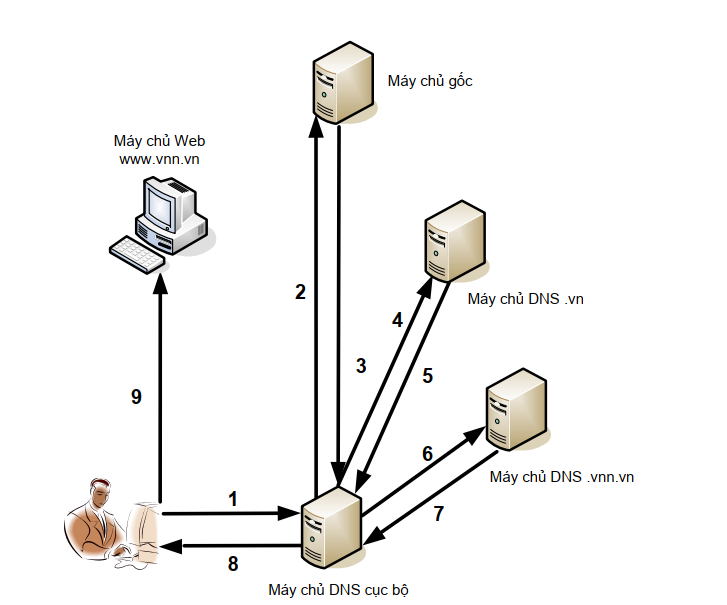 Máy chủ gốc
Máy chủ Web
www.vnn.vn
2
4
Máy chủ DNS .vn
3
5
9
6
Máy chủ DNS .vnn.vn
1
7
8
Máy chủ DNS cục bộ